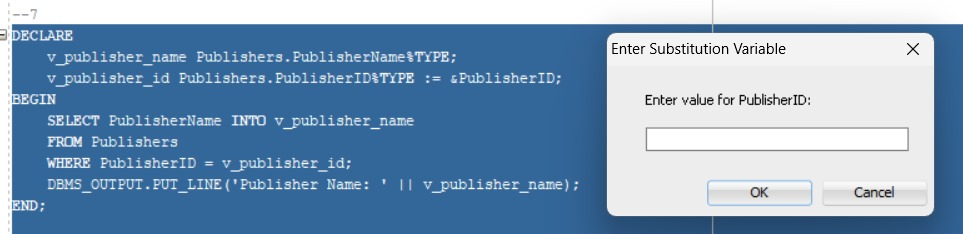 --7
DECLARE
    v_publisher_name Publishers.PublisherName%TYPE;
    v_publisher_id Publishers.PublisherID%TYPE := &PublisherID;
BEGIN
    SELECT PublisherName INTO v_publisher_name
    FROM Publishers
    WHERE PublisherID = v_publisher_id;
    DBMS_OUTPUT.PUT_LINE('Publisher Name: ' || v_publisher_name);
END;
Enter Substitution Variable
Enter value for PublisherID:
OK
Cancel